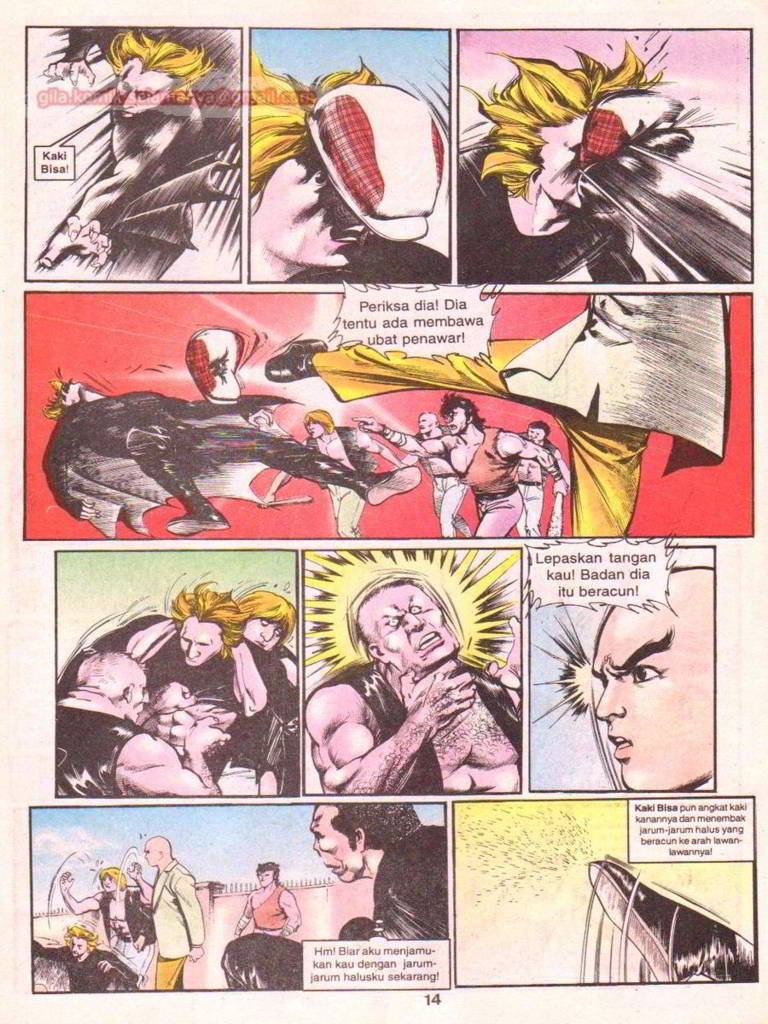 Kaki
Bisa!
Periksa dia! Dia
tentu ada membawa
ubat penawar!
Lepaskan tangan
kau! Badan dia
itu beracun!
Hm! Biar aku menjamu-
kan kau dengan jarum-
jarum halusku sekarang!
Kaki Bisa pun angkat kaki
kanannya dan menembak
jarum-jarum halus yang
beracun ke arah lawan-
lawannya!
14